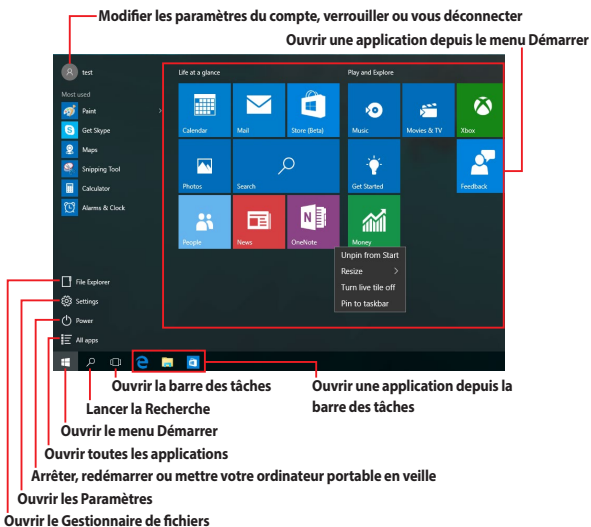 Modifier les paramètres du compte, verrouiller ou vous déconnecter
Ouvrir une application depuis le menu Démarrer
test
Life at a glance
Play and Explore
Most used
Paint
Get Skype
Maps
Snipping Tool
Calculator
Alarms & Clock
Calendar
Mail
Store (Beta)
Music
Movies & TV
Xbox
Photos
Search
Get Started
Feedback
People
News
OneNote
Money
Unpin from Start
Resize
Turn live tile off
Pin to taskbar
File Explorer
Settings
Power
All apps
Ouvrir la barre des tâches
Ouvrir une application depuis la
barre des tâches
Lancer la Recherche
Ouvrir le menu Démarrer
Ouvrir toutes les applications
Arrêter, redémarrer ou mettre votre ordinateur portable en veille
Ouvrir les Paramètres
Ouvrir le Gestionnaire de fichiers